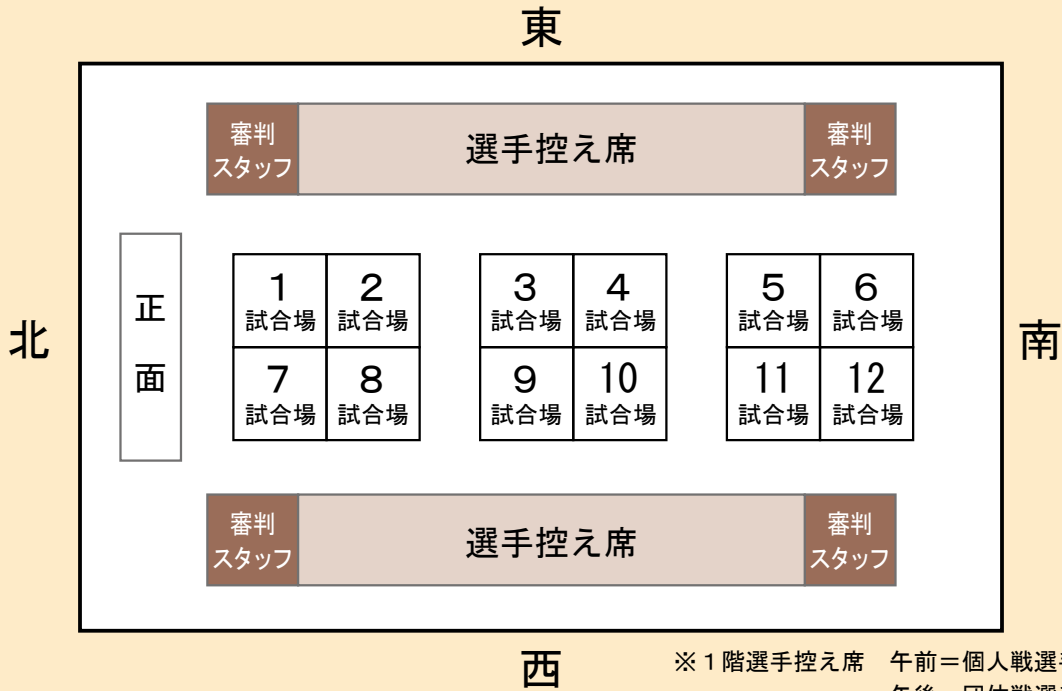 東
審判
スタッフ
選手控え席
審判
スタッフ
北
正
面
1
試合場
2
試合場
3
試合場
4
試合場
5
試合場
6
試合場
7
試合場
8
試合場
9
試合場
10
試合場
11
試合場
12
試合場
南
審判
スタッフ
選手控え席
審判
スタッフ
西
※1階選手控え席 午前=個人戦選